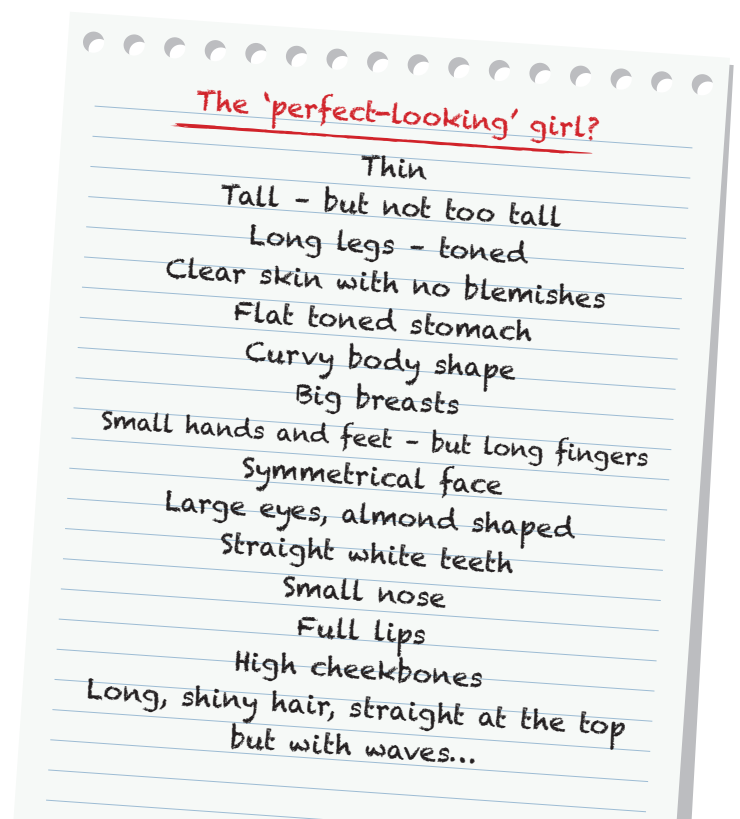 The ‘perfect-looking’ girl?
Thin
Tall – but not too tall
Long legs – toned
Clear skin with no blemishes
Flat toned stomach
Curvy body shape
Big breasts
Small hands and feet – but long fingers
Symmetrical face
Large eyes, almond shaped
Straight white teeth
Small nose
Full lips
High cheekbones
Long, shiny hair, straight at the top
but with waves...